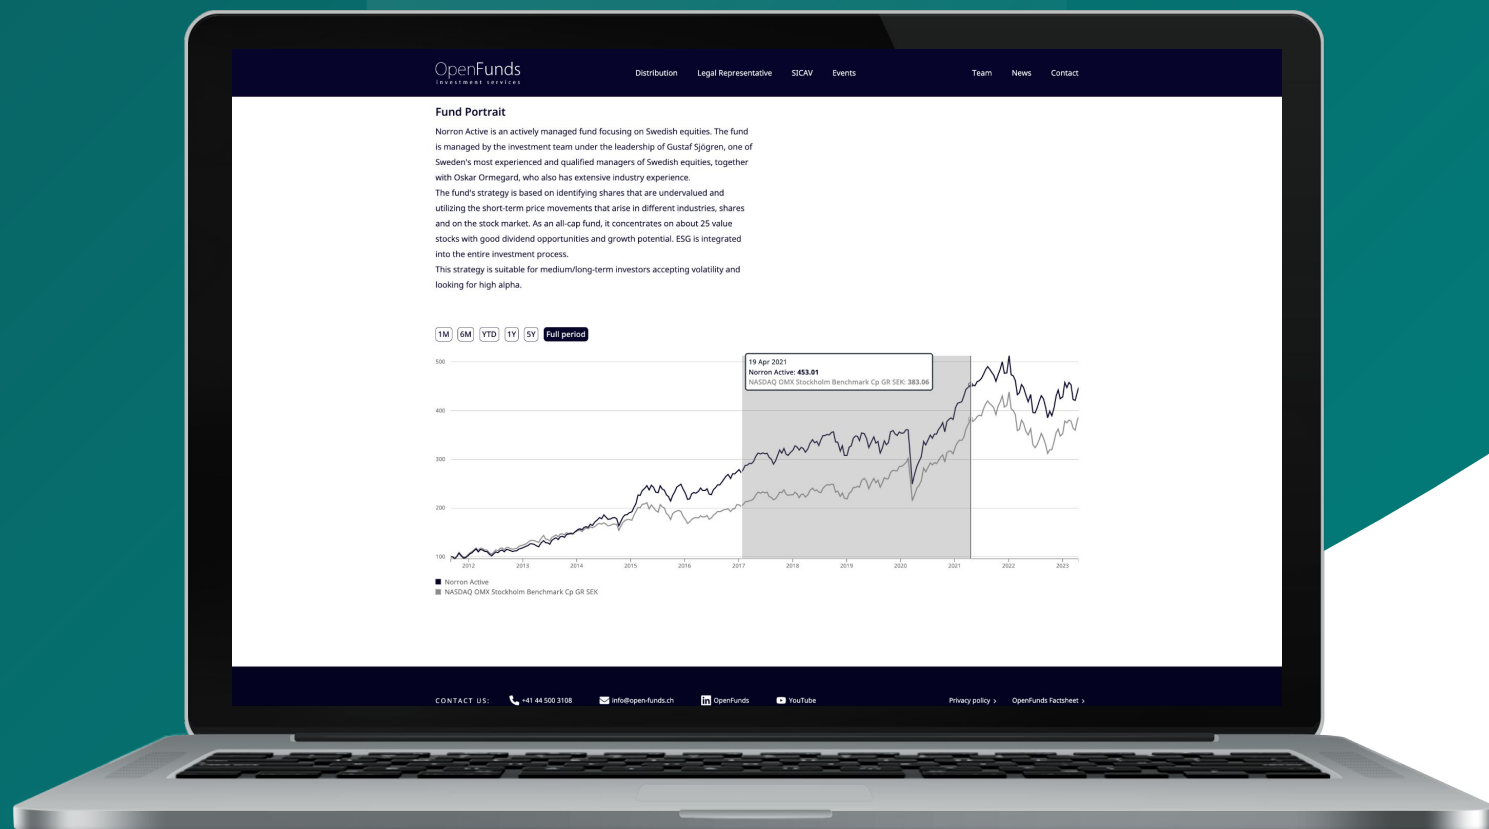 OpenFunds
investment services
Distribution
Legal Representative
SICAV
Events
Team
News
Contact
Fund Portrait
Norron Active is an actively managed fund focusing on Swedish equities. The fund
is managed by the investment team under the leadership of Gustaf Sjögren, one of
Sweden's most experienced and qualified managers of Swedish equities, together
with Oskar Ormegard, who also has extensive industry experience.
The fund's strategy is based on identifying shares that are undervalued and
utilizing the short-term price movements that arise in different industries, shares
and on the stock market. As an all-cap fund, it concentrates on about 25 value
stocks with good dividend opportunities and growth potential. ESG is integrated
into the entire investment process.
This strategy is suitable for medium/long-term investors accepting volatility and
looking for high alpha.
1M 6M YTD 1Y 5Y Full period
500
19 Apr 2021
Norron Active: 453.01
NASDAQ OMX Stockholm Benchmark Cp GR SEK: 383.06
400
300
200
100
2012 2013 2014 2015 2016 2017 2018 2019 2020 2021 2022 2023
Norron Active
NASDAQ OMX Stockholm Benchmark Cp GR SEK
CONTACT US:
+41 44 500 3108
info@open-funds.ch
OpenFunds
YouTube
Privacy policy ›
OpenFunds Factsheet ›